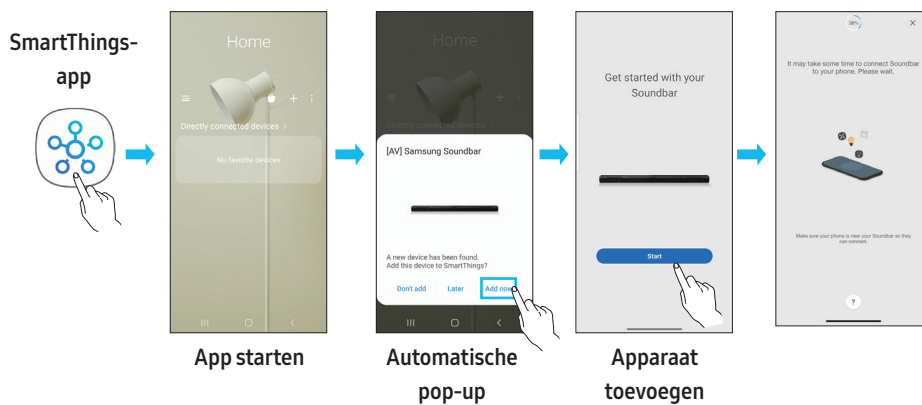 SmartThings-
app
Home
Directly connected devices >
No favorite devices
App starten
Home
Directly connected devices >
[AV] Samsung Soundbar
A new device has been found.
Add this device to SmartThings?
Don't add
Later
Add now
Automatische
pop-up
Get started with your
Soundbar
Start
Apparaat
toevoegen
38%
It may take some time to connect Soundbar
to your phone. Please wait.
Make sure your phone is near your Soundbar so they
can connect.
?